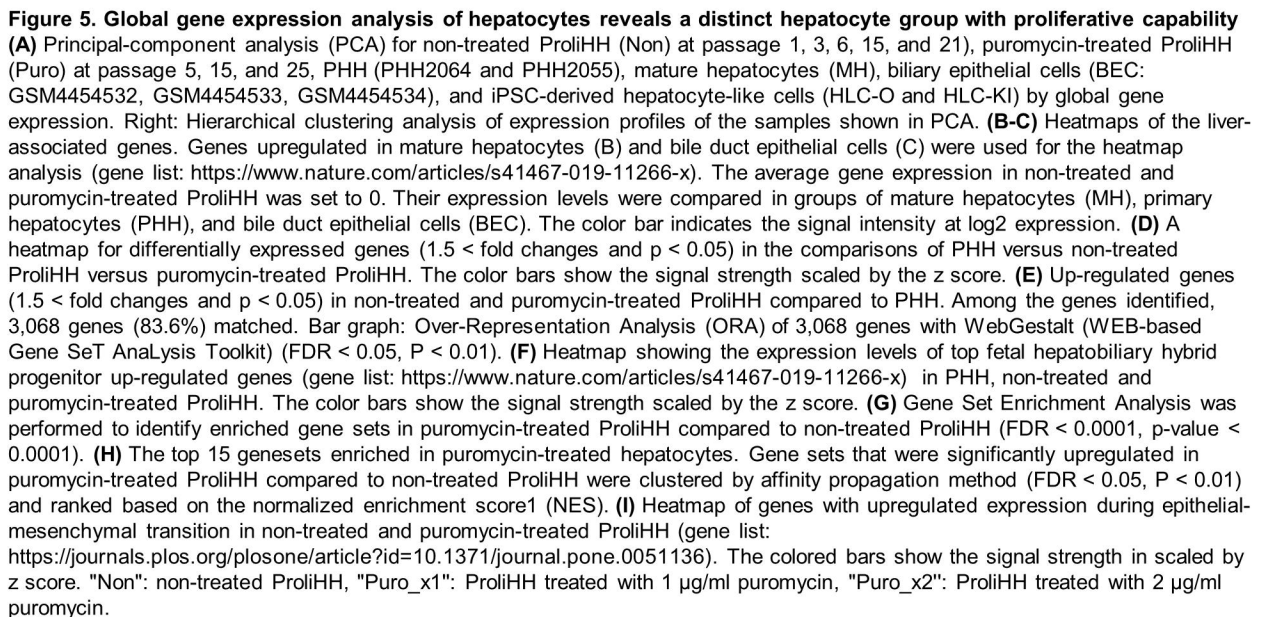 Figure 5. Global gene expression analysis of hepatocytes reveals a distinct hepatocyte group with proliferative capability
(A) Principal-component analysis (PCA) for non-treated ProliHH (Non) at passage 1, 3, 6, 15, and 21), puromycin-treated ProliHH
(Puro) at passage 5, 15, and 25, PHH (PHH2064 and PHH2055), mature hepatocytes (MH), biliary epithelial cells (BEC:
GSM4454532, GSM4454533, GSM4454534), and iPSC-derived hepatocyte-like cells (HLC-O and HLC-KI) by global gene
expression. Right: Hierarchical clustering analysis of expression profiles of the samples shown in PCA. (B-C) Heatmaps of the liver-
associated genes. Genes upregulated in mature hepatocytes (B) and bile duct epithelial cells (C) were used for the heatmap
analysis (gene list: https://www.nature.com/articles/s41467-019-11266-x). The average gene expression in non-treated and
puromycin-treated ProliHH was set to 0. Their expression levels were compared in groups of mature hepatocytes (MH), primary
hepatocytes (PHH), and bile duct epithelial cells (BEC). The color bar indicates the signal intensity at log2 expression. (D) A
heatmap for differentially expressed genes (1.5 < fold changes and p < 0.05) in the comparisons of PHH versus non-treated
ProliHH versus puromycin-treated ProliHH. The color bars show the signal strength scaled by the z score. (E) Up-regulated genes
(1.5 < fold changes and p < 0.05) in non-treated and puromycin-treated ProliHH compared to PHH. Among the genes identified,
3,068 genes (83.6%) matched. Bar graph: Over-Representation Analysis (ORA) of 3,068 genes with WebGestalt (WEB-based
Gene SeT AnaLysis Toolkit) (FDR < 0.05, P < 0.01). (F) Heatmap showing the expression levels of top fetal hepatobiliary hybrid
progenitor up-regulated genes (gene list: https://www.nature.com/articles/s41467-019-11266-x) in PHH, non-treated and
puromycin-treated ProliHH. The color bars show the signal strength scaled by the z score. (G) Gene Set Enrichment Analysis was
performed to identify enriched gene sets in puromycin-treated ProliHH compared to non-treated ProliHH (FDR < 0.0001, p-value <
0.0001). (H) The top 15 genesets enriched in puromycin-treated hepatocytes. Gene sets that were significantly upregulated in
puromycin-treated ProliHH compared to non-treated ProliHH were clustered by affinity propagation method (FDR < 0.05, P < 0.01)
and ranked based on the normalized enrichment score1 (NES). (I) Heatmap of genes with upregulated expression during epithelial-
mesenchymal transition in non-treated and puromycin-treated ProliHH (gene list:
https://journals.plos.org/plosone/article?id=10.1371/journal.pone.0051136). The colored bars show the signal strength in scaled by
z score. "Non": non-treated ProliHH, "Puro_x1": ProliHH treated with 1 µg/ml puromycin, "Puro_x2": ProliHH treated with 2 µg/ml
puromycin.